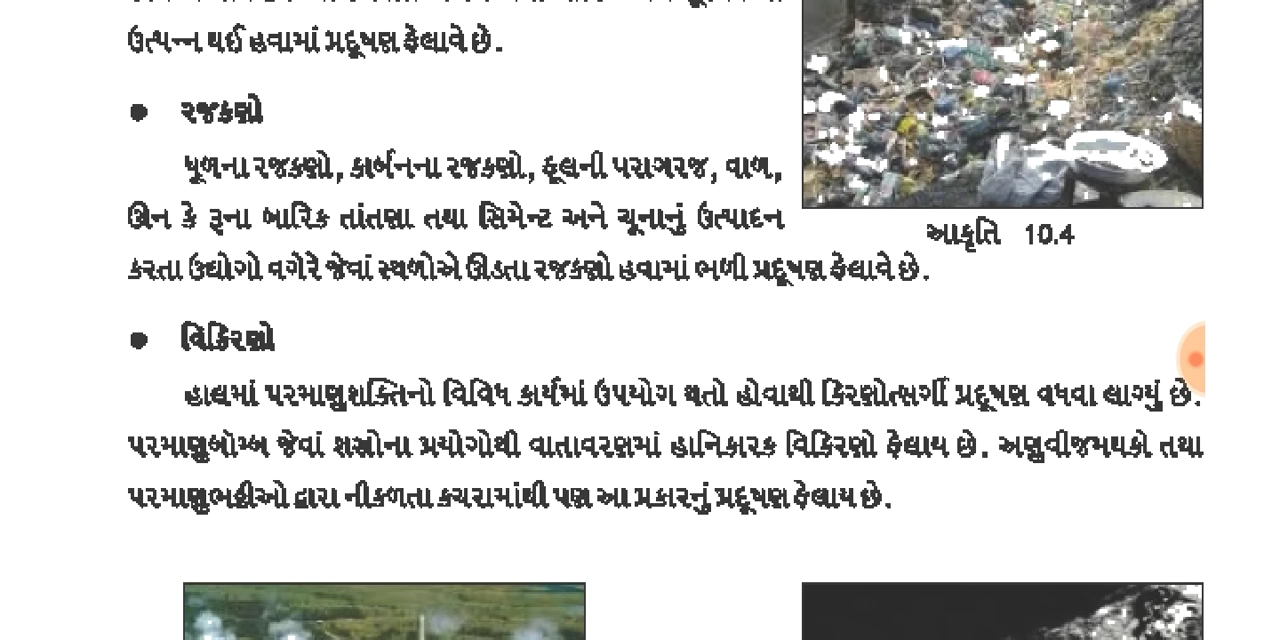 ઉત્પન્ન થઈ હવામાં પ્રદૂષણ ફેલાવે છે.
● રજકણો
ધૂળના રજકણો, કાર્બનના રજકણો, ફૂલની પરાગરજ, વાળ,
ઊન કે રૂના બારિક તાંતણા તથા સિમેન્ટ અને ચૂનાનું ઉત્પાદન
આકૃતિ 10.4
કરતા ઉદ્યોગો વગેરે જેવાં સ્થળોએ ઊડતા રજકણો હવામાં ભળી પ્રદૂષણ ફેલાવે છે.
● વિકિરણો
હાલમાં પરમાણુશક્તિનો વિવિધ કાર્યમાં ઉપયોગ થતો હોવાથી કિરણોત્સર્ગી પ્રદૂષણ વધવા લાગ્યું છે.
પરમાણુબૉમ્બ જેવાં શસ્ત્રોના પ્રયોગોથી વાતાવરણમાં હાનિકારક વિકિરણો ફેલાય છે. અણુવીજમથકો તથા
પરમાણુભઠ્ઠીઓ દ્વારા નીકળતા કચરામાંથી પણ આ પ્રકારનું પ્રદૂષણ ફેલાય છે.